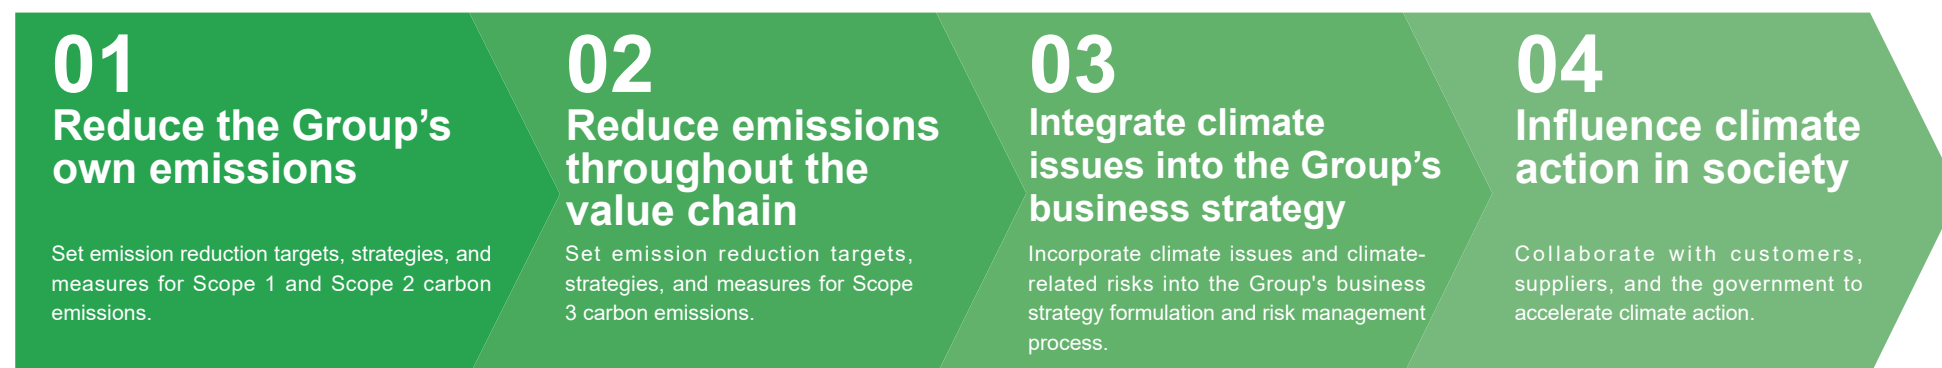 01
Reduce the Group’s
own emissions
Set emission reduction targets, strategies, and
measures for Scope 1 and Scope 2 carbon
emissions.
02
Reduce emissions
throughout the
value chain
Set emission reduction targets,
strategies, and measures for Scope
3 carbon emissions.
03
Integrate climate
issues into the Group’s
business strategy
Incorporate climate issues and climate-
related risks into the Group's business
strategy formulation and risk management
process.
04
Influence climate
action in society
Collaborate with customers,
suppliers, and the government to
accelerate climate action.